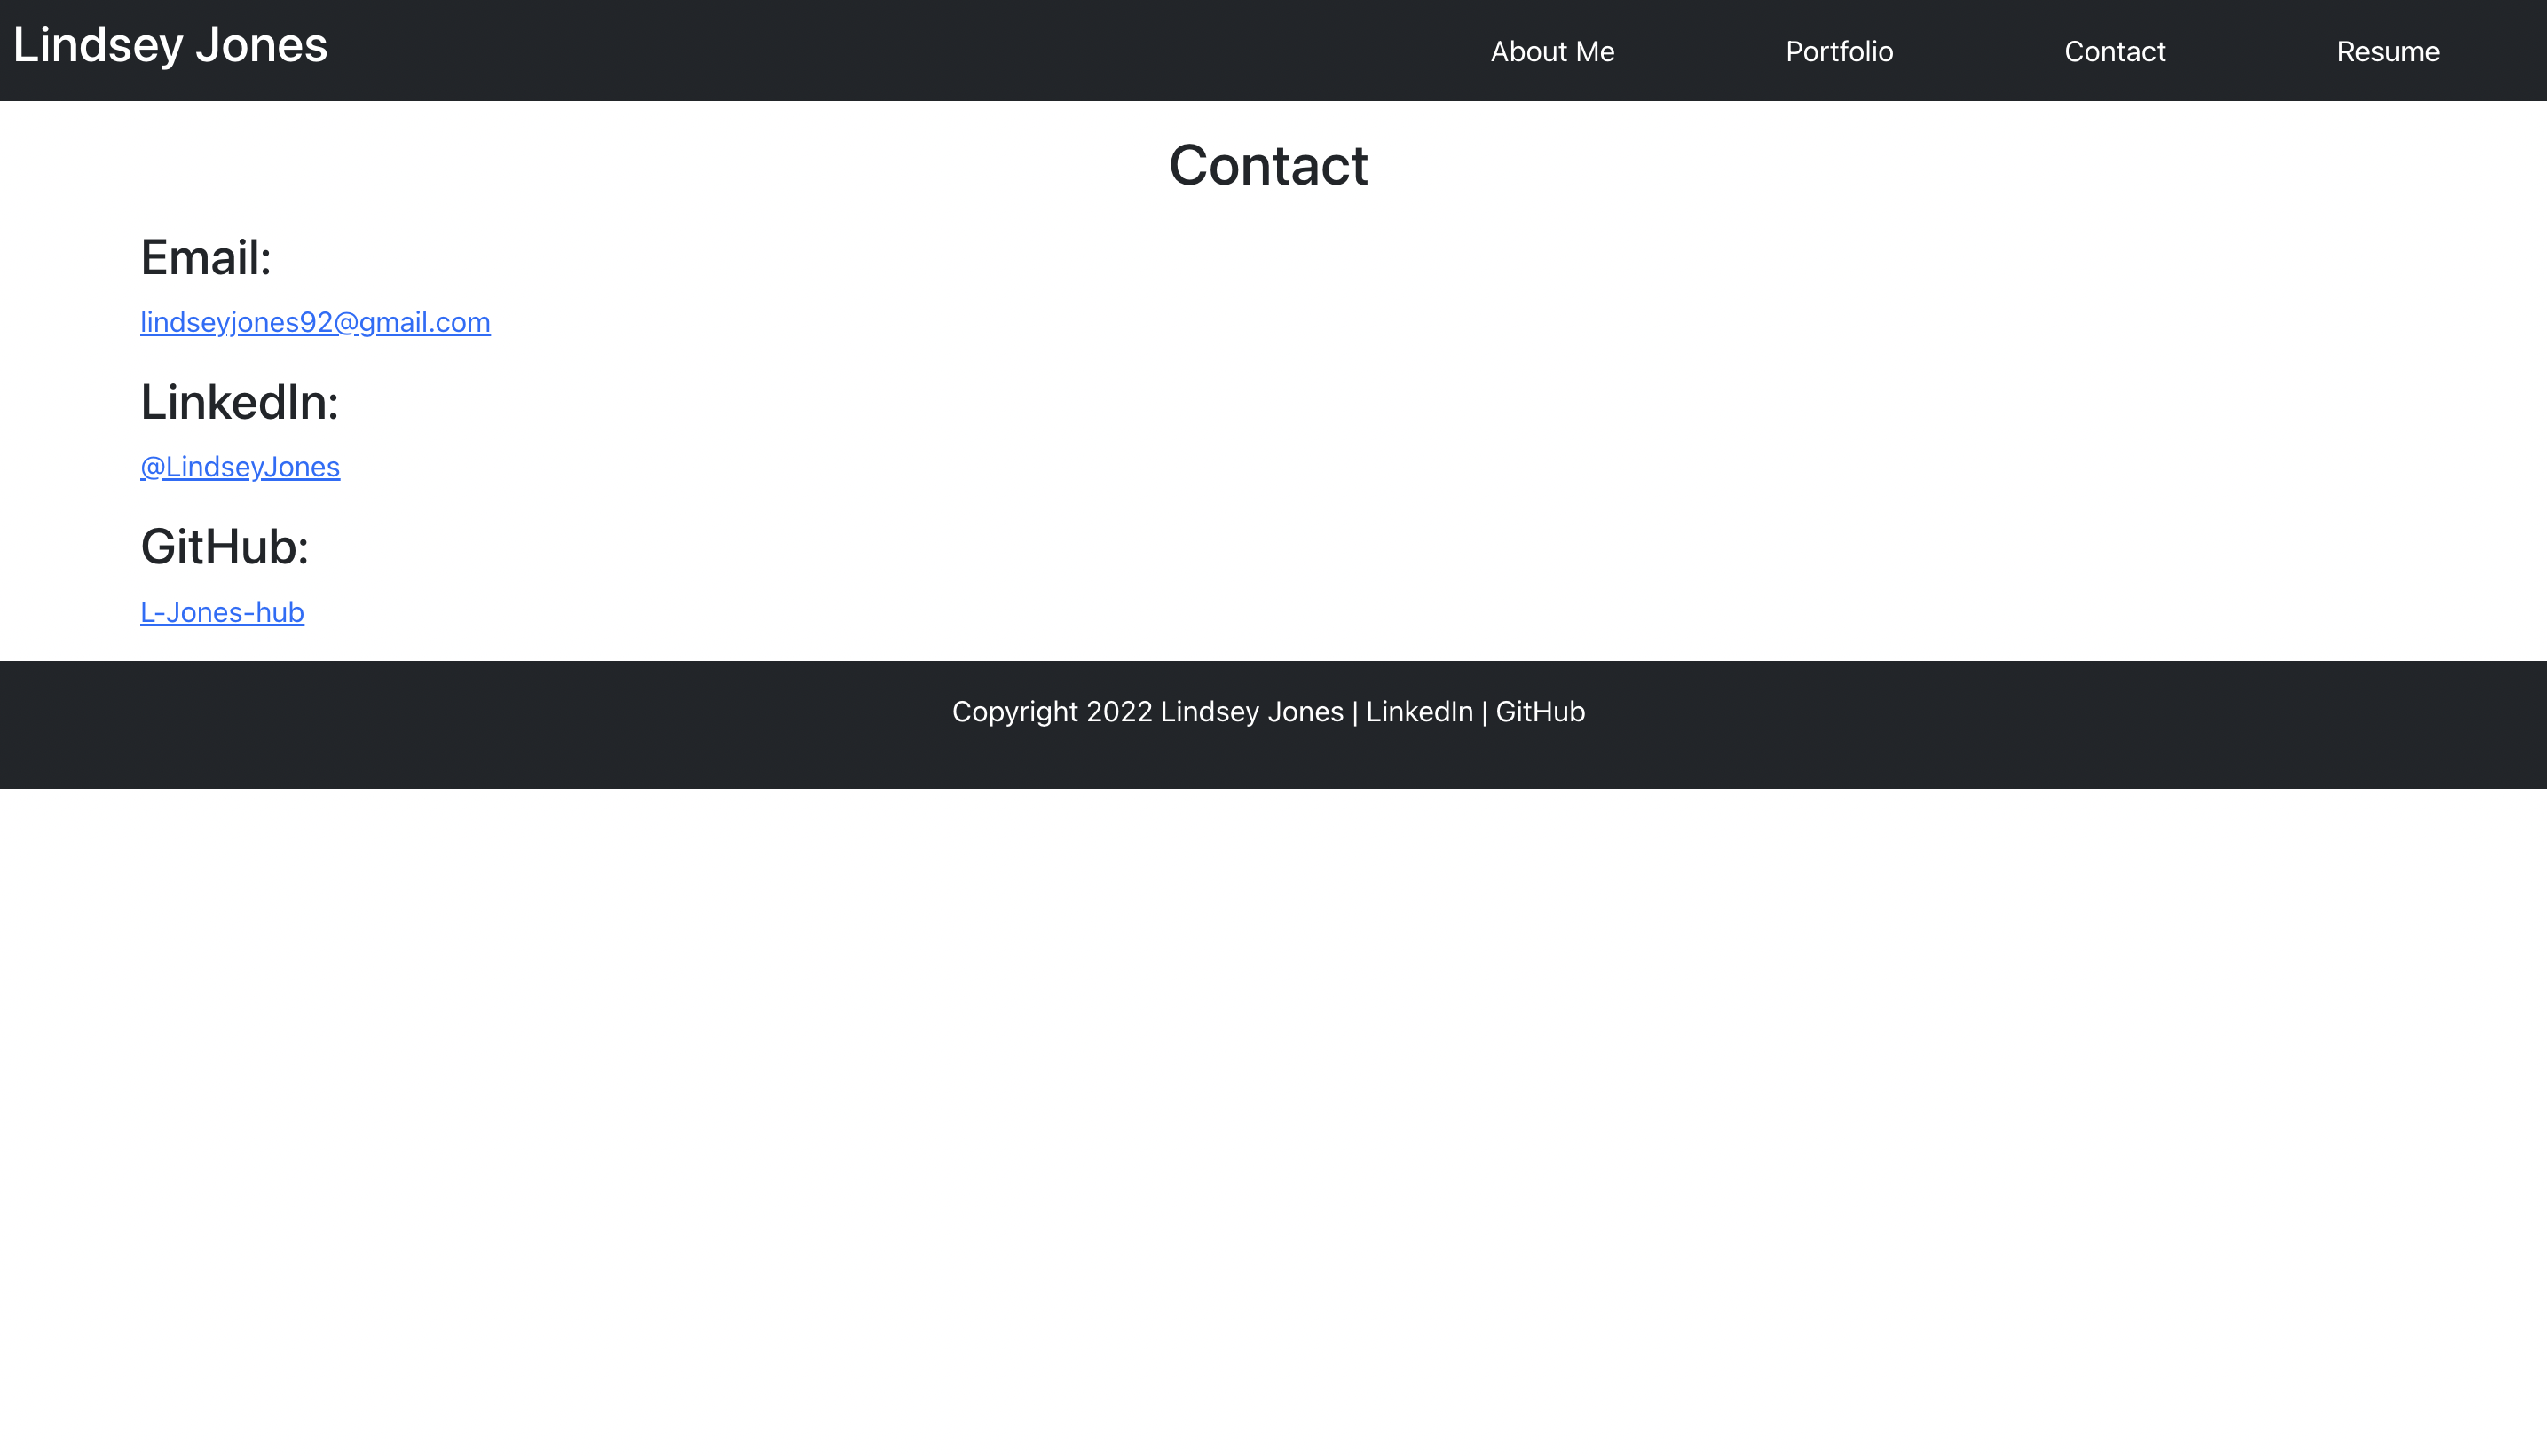 Lindsey Jones
About Me Portfolio Contact Resume
Contact
Email:
lindseyjones92@gmail.com
LinkedIn:
@LindseyJones
GitHub:
L-Jones-hub
Copyright 2022 Lindsey Jones | LinkedIn | GitHub